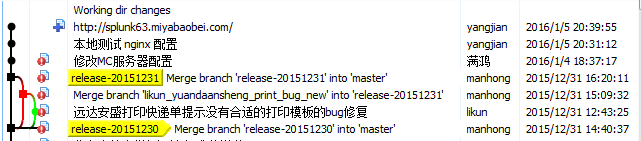 Working dir changes
http://splunk63.miyabaobei.com/ yangjian 2016/1/5 20:39:55
本地测试 nginx 配置 yangjian 2016/1/5 20:31:12
修改MC服务器配置 满鸿 2016/1/4 18:37:17
release-20151231 Merge branch 'release-20151231' into 'master' manhong 2015/12/31 16:20:11
Merge branch 'likun_yuandaansheng_print_bug_new' into 'release-20151231' manhong 2015/12/31 15:09:32
远达安盛打印快递单提示没有合适的打印模板的bug修复 likun 2015/12/31 12:43:25
release-20151230 Merge branch 'release-20151230' into 'master' manhong 2015/12/31 14:40:37